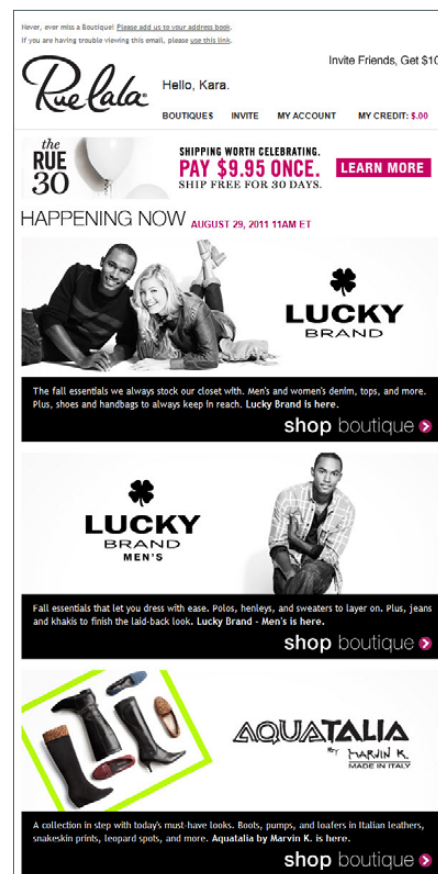 Never, ever miss a Boutique! Please add us to your address book.
If you are having trouble viewing this email, please use this link.
Invite Friends, Get $10
Rue La La
Hello, Kara.
BOUTIQUES INVITE MY ACCOUNT MY CREDIT: $.00
the
RUE
30
SHIPPING WORTH CELEBRATING.
PAY $9.95 ONCE.
SHIP FREE FOR 30 DAYS.
LEARN MORE
HAPPENING NOW AUGUST 29, 2011 11AM ET
LUCKY
BRAND
The fall essentials we always stock our closet with. Men's and women's denim, tops, and more.
Plus, shoes and handbags to always keep in reach. Lucky Brand is here.
shop boutique
LUCKY
BRAND
MEN'S
Fall essentials that let you dress with ease. Polos, henleys, and sweaters to layer on. Plus, jeans
and khakis to finish the laid-back look. Lucky Brand - Men's is here.
shop boutique
AQUATALIA
BY MARVIN K.
MADE IN ITALY
A collection in step with today's must-have looks. Boots, pumps, and loafers in Italian leathers,
snakeskin prints, leopard spots, and more. Aquatalia by Marvin K. is here.
shop boutique